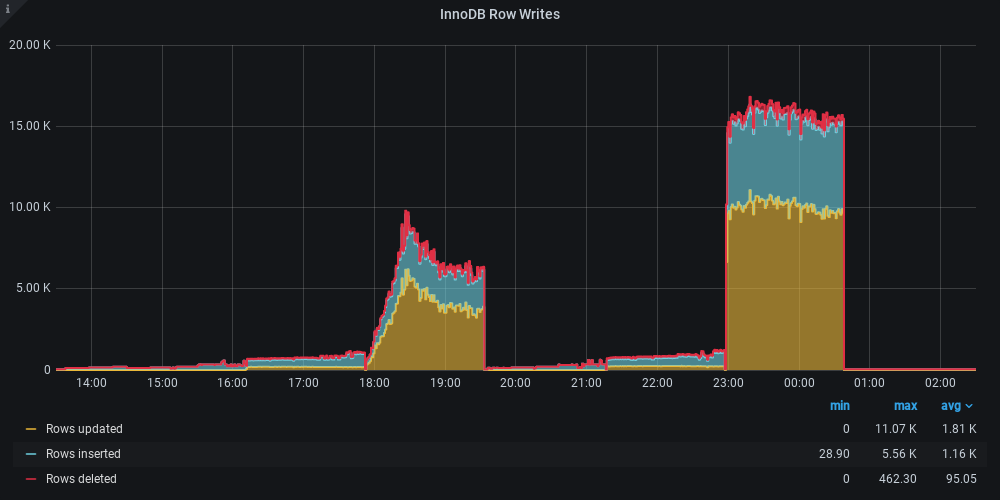 i
InnoDB Row Writes
20.00 K
15.00 K
10.00 K
5.00 K
0
14:00 15:00 16:00 17:00 18:00 19:00 20:00 21:00 22:00 23:00 00:00 01:00 02:00
min max avg
Rows updated 0 11.07 K 1.81 K
Rows inserted 28.90 5.56 K 1.16 K
Rows deleted 0 462.30 95.05